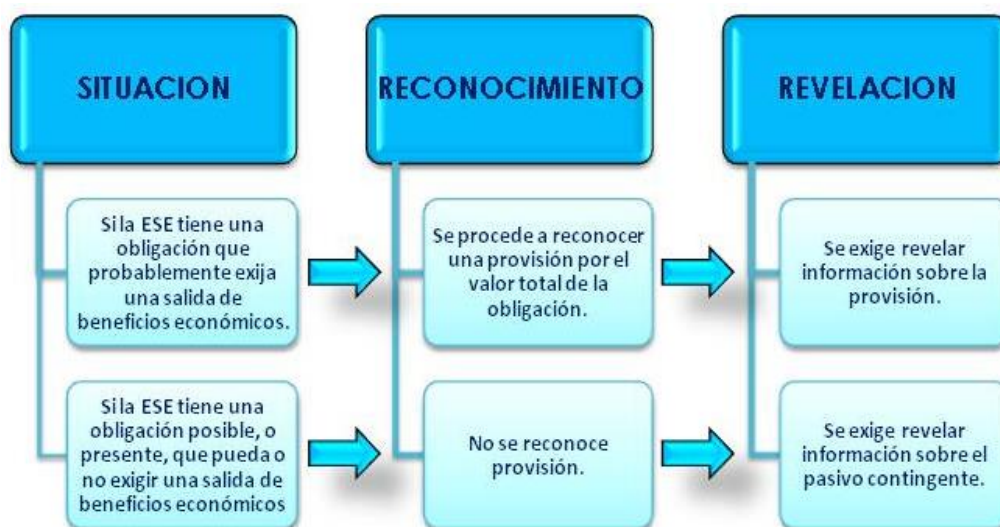 SITUACION
RECONOCIMIENTO
REVELACION
Si la ESE tiene una
obligación que
probablemente exija
una salida de
beneficios económicos.
Se procede a reconocer
una provisión por el
valor total de la
obligación.
Se exige revelar
información sobre la
provisión.
Si la ESE tiene una
obligación posible, o
presente, que pueda o
no exigir una salida de
beneficios económicos
No se reconoce
provisión.
Se exige revelar
información sobre el
pasivo contingente.